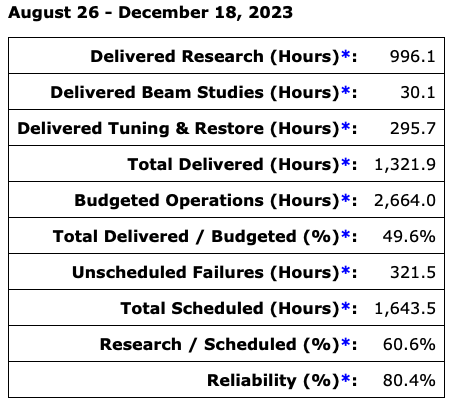 August 26 - December 18, 2023
Delivered Research (Hours)*: 996.1
Delivered Beam Studies (Hours)*: 30.1
Delivered Tuning & Restore (Hours)*: 295.7
Total Delivered (Hours)*: 1,321.9
Budgeted Operations (Hours)*: 2,664.0
Total Delivered / Budgeted (%)*: 49.6%
Unscheduled Failures (Hours)*: 321.5
Total Scheduled (Hours)*: 1,643.5
Research / Scheduled (%)*: 60.6%
Reliability (%)*: 80.4%